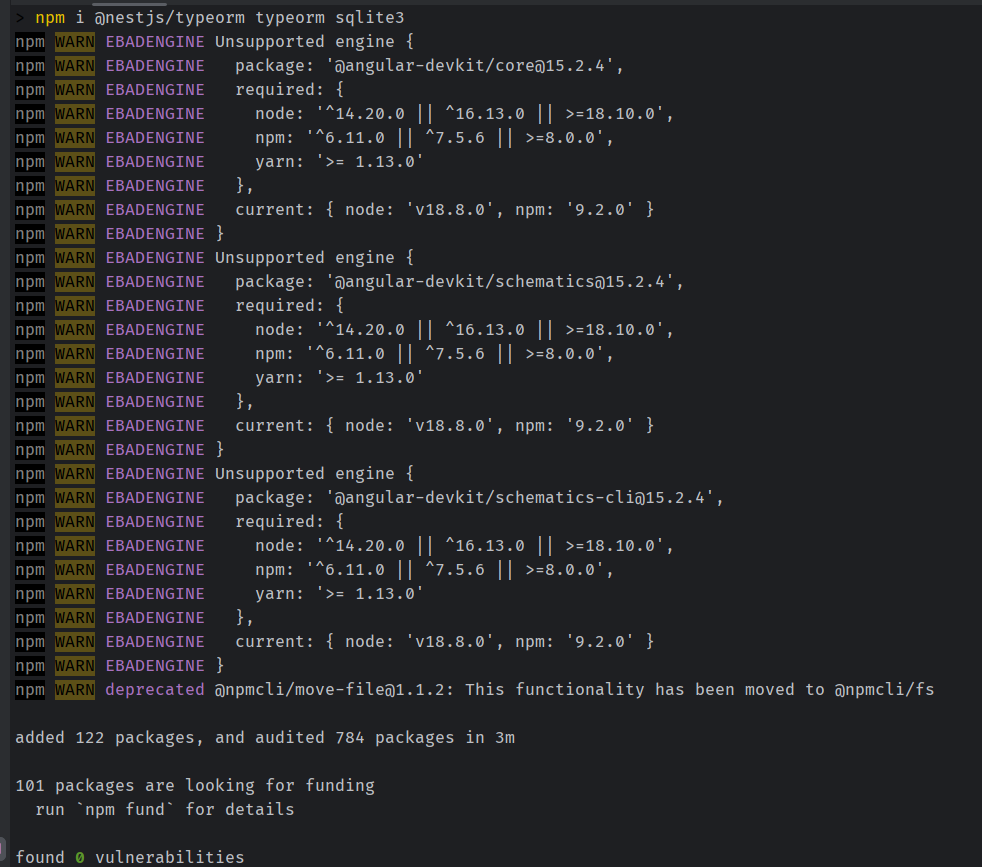 > npm i @nestjs/typeorm typeorm sqlite3
npm WARN EBADENGINE Unsupported engine {
npm WARN EBADENGINE   package: '@angular-devkit/core@15.2.4',
npm WARN EBADENGINE   required: {
npm WARN EBADENGINE     node: '^14.20.0 || ^16.13.0 || >=18.10.0',
npm WARN EBADENGINE     npm: '^6.11.0 || ^7.5.6 || >=8.0.0',
npm WARN EBADENGINE     yarn: '>= 1.13.0'
npm WARN EBADENGINE   },
npm WARN EBADENGINE   current: { node: 'v18.8.0', npm: '9.2.0' }
npm WARN EBADENGINE }
npm WARN EBADENGINE Unsupported engine {
npm WARN EBADENGINE   package: '@angular-devkit/schematics@15.2.4',
npm WARN EBADENGINE   required: {
npm WARN EBADENGINE     node: '^14.20.0 || ^16.13.0 || >=18.10.0',
npm WARN EBADENGINE     npm: '^6.11.0 || ^7.5.6 || >=8.0.0',
npm WARN EBADENGINE     yarn: '>= 1.13.0'
npm WARN EBADENGINE   },
npm WARN EBADENGINE   current: { node: 'v18.8.0', npm: '9.2.0' }
npm WARN EBADENGINE }
npm WARN EBADENGINE Unsupported engine {
npm WARN EBADENGINE   package: '@angular-devkit/schematics-cli@15.2.4',
npm WARN EBADENGINE   required: {
npm WARN EBADENGINE     node: '^14.20.0 || ^16.13.0 || >=18.10.0',
npm WARN EBADENGINE     npm: '^6.11.0 || ^7.5.6 || >=8.0.0',
npm WARN EBADENGINE     yarn: '>= 1.13.0'
npm WARN EBADENGINE   },
npm WARN EBADENGINE   current: { node: 'v18.8.0', npm: '9.2.0' }
npm WARN EBADENGINE }
npm WARN deprecated @npmcli/move-file@1.1.2: This functionality has been moved to @npmcli/fs
added 122 packages, and audited 784 packages in 3m
101 packages are looking for funding
  run `npm fund` for details
found 0 vulnerabilities